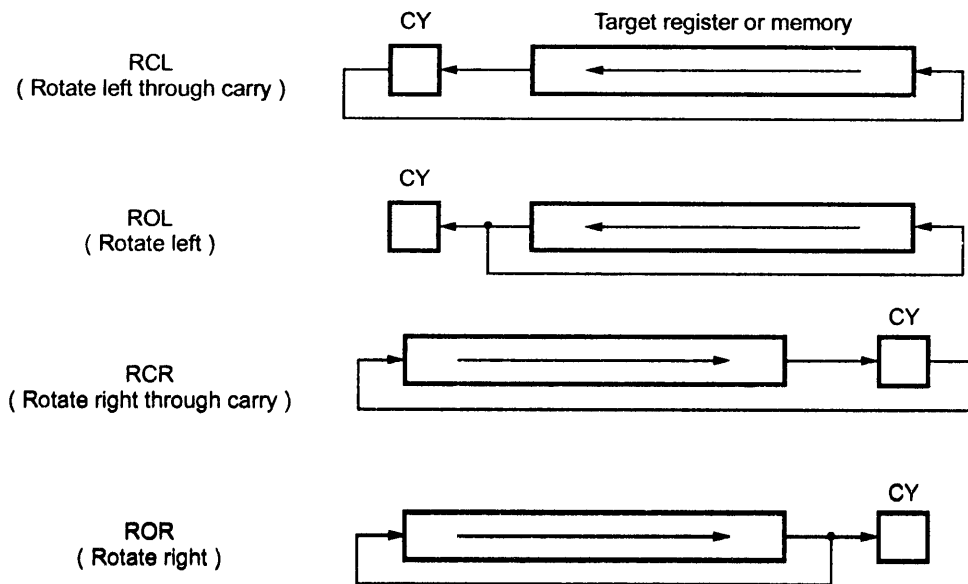 CY
Target register or memory
RCL
( Rotate left through carry )
CY
ROL
( Rotate left )
CY
RCR
( Rotate right through carry )
CY
ROR
( Rotate right )